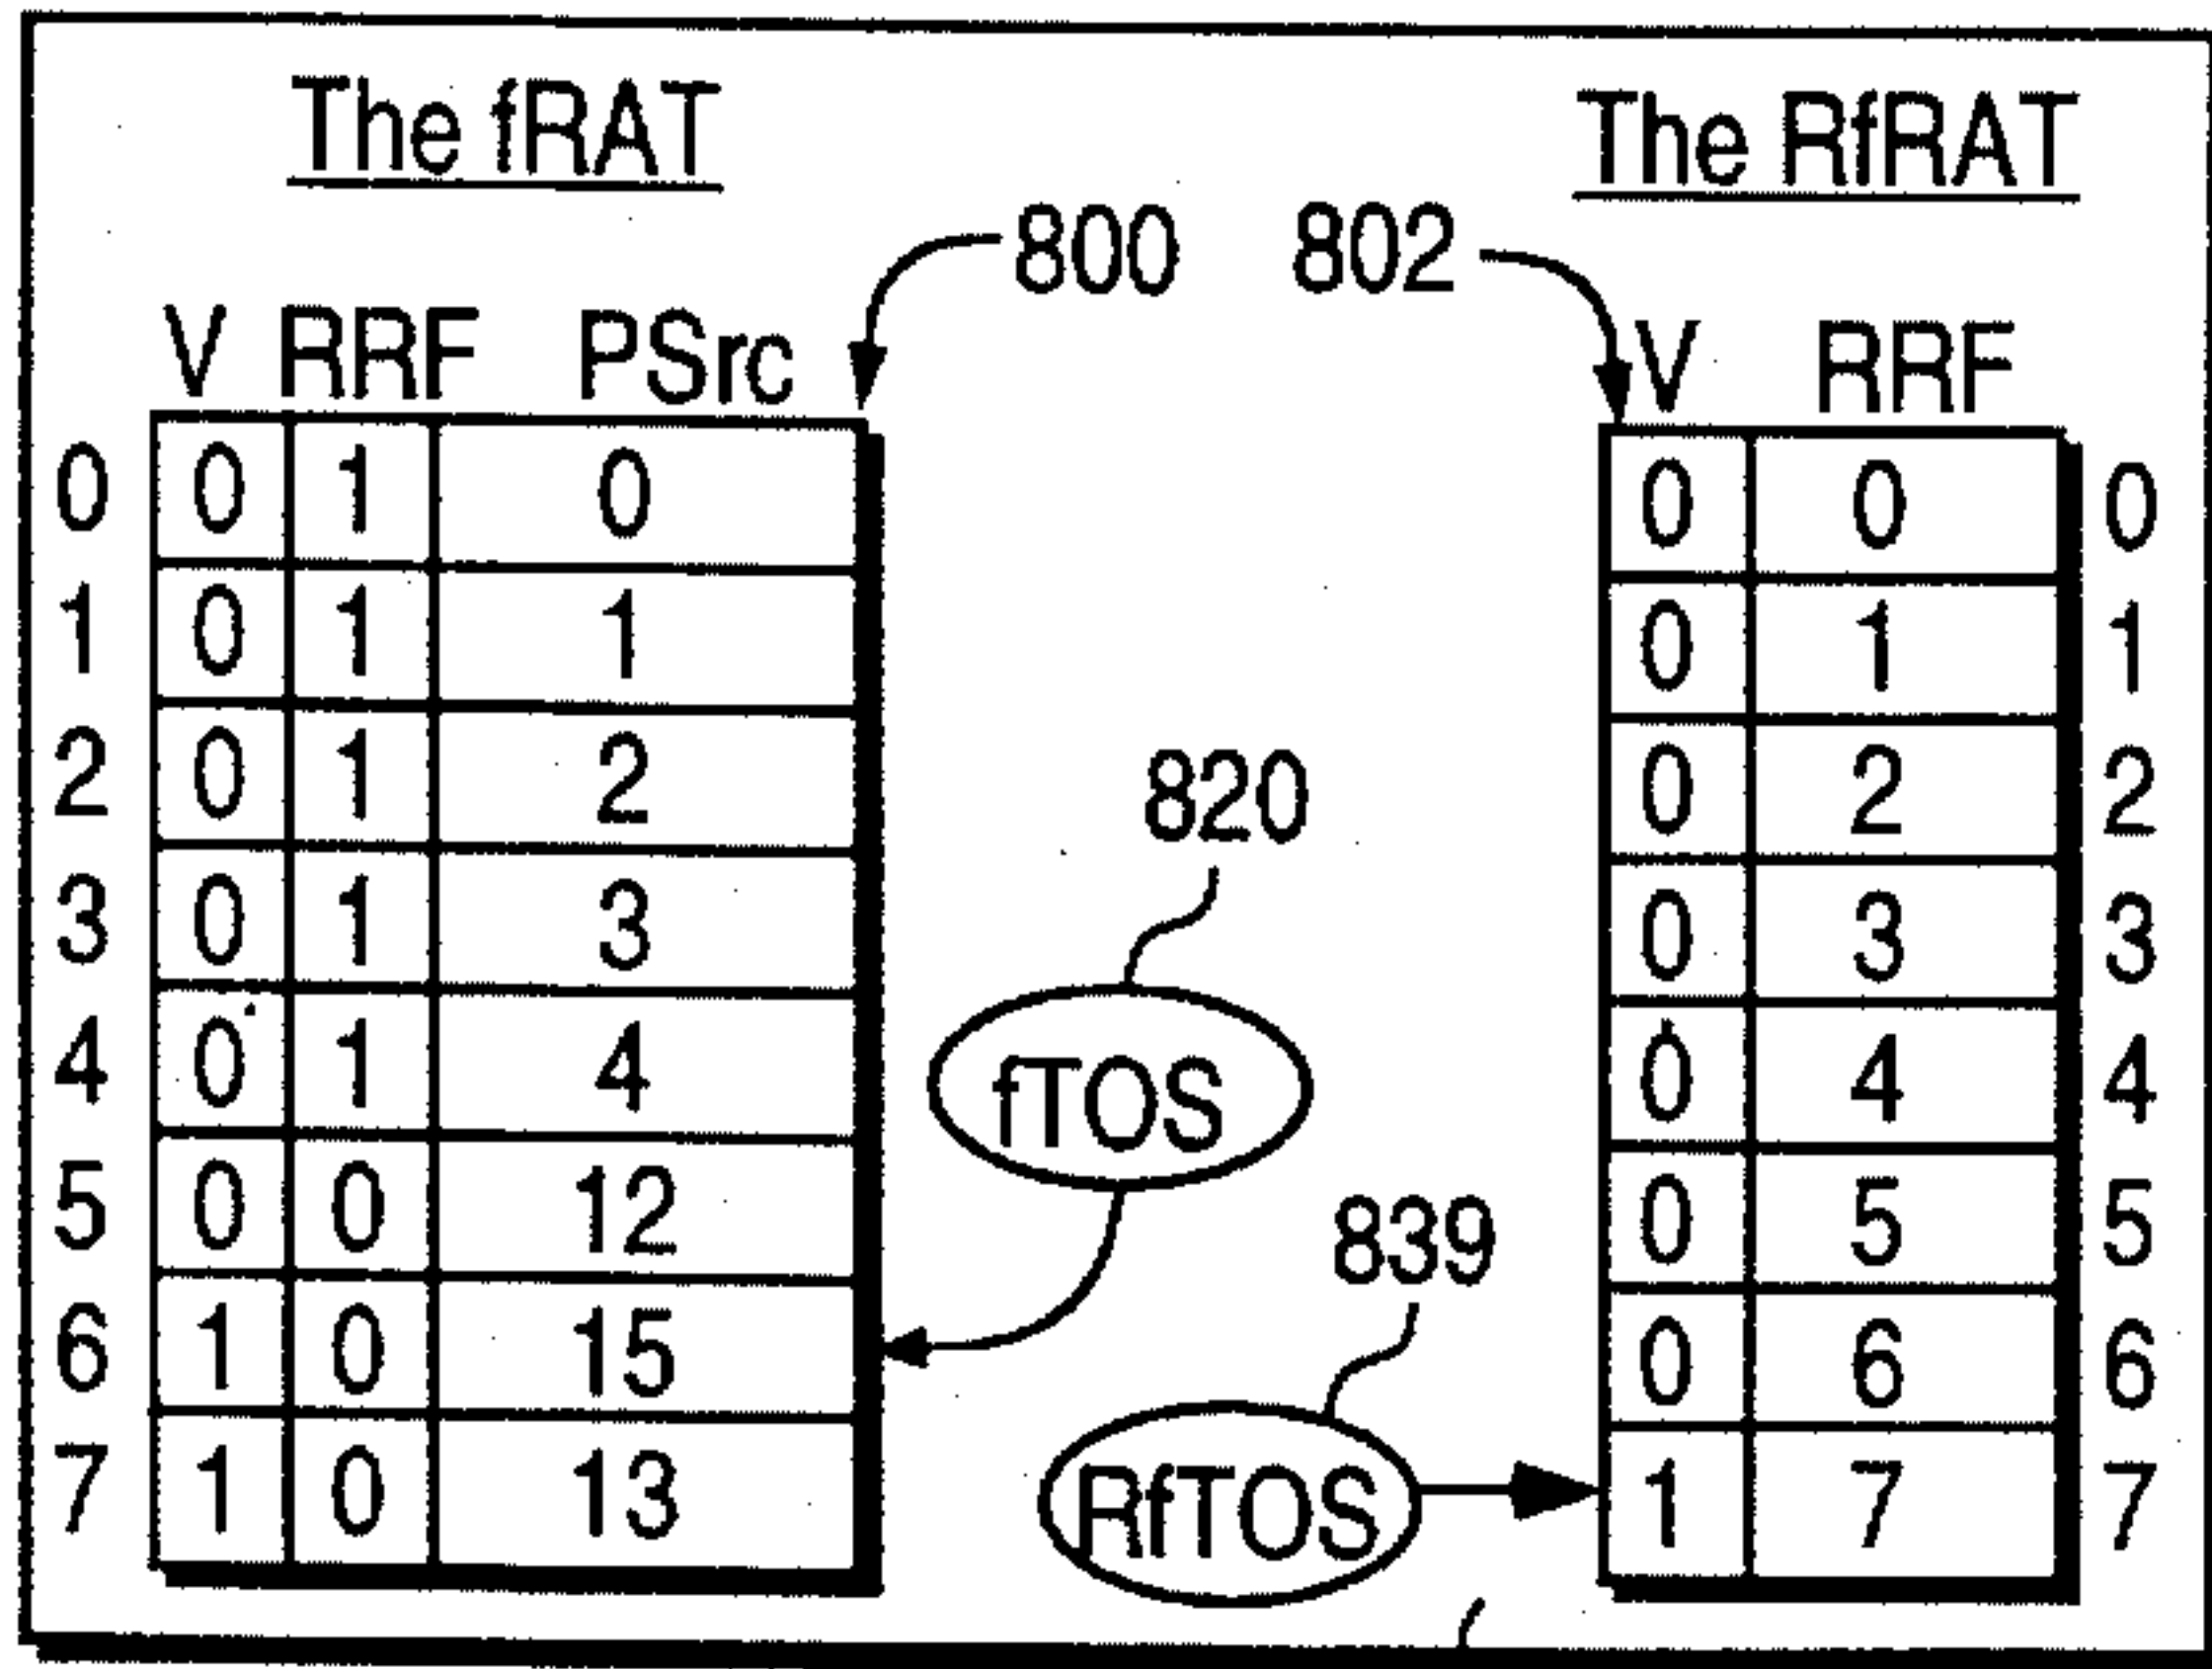 The fRAT The RfRAT
800 802
V RRF PSrc V RRF
0 0 1 0 0 0 0
1 0 1 1 0 1 1
2 0 1 2 0 2 2
820
3 0 1 3 0 3 3
4 0 1 4 fTOS 0 4 4
5 0 0 12 839 0 5 5
6 1 0 15 0 6 6
7 1 0 13 RfTOS 1 7 7